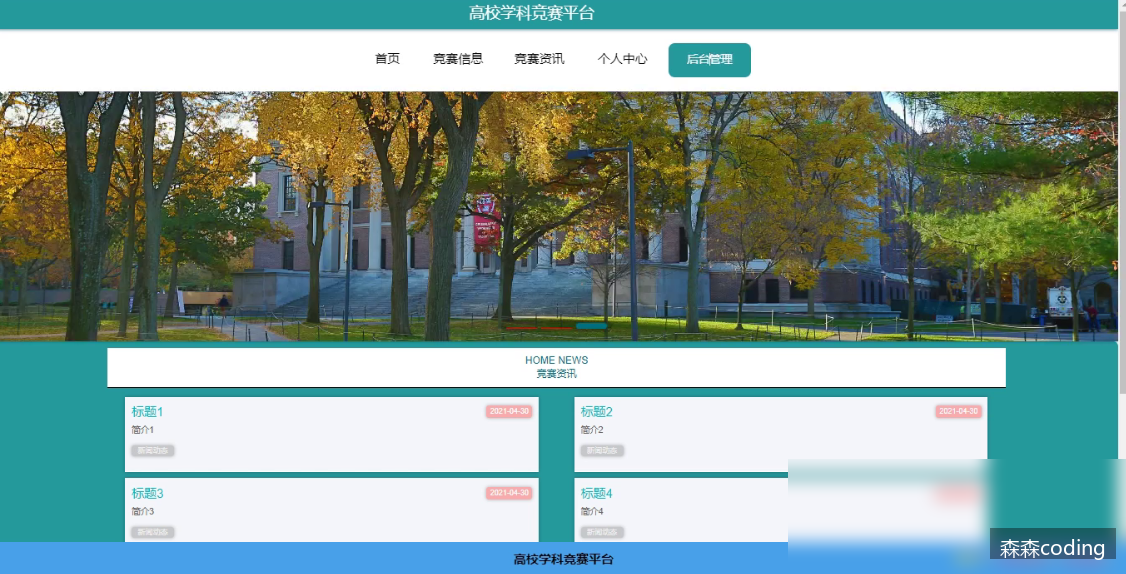 高校学科竞赛平台
首页 竞赛信息 竞赛资讯 个人中心 后台管理
HOME NEWS
竞赛资讯
标题1 2021-04-30
简介1
新闻动态
标题2 2021-04-30
简介2
新闻动态
标题3 2021-04-30
简介3
新闻动态
标题4
简介4
新闻动态
高校学科竞赛平台
森森coding